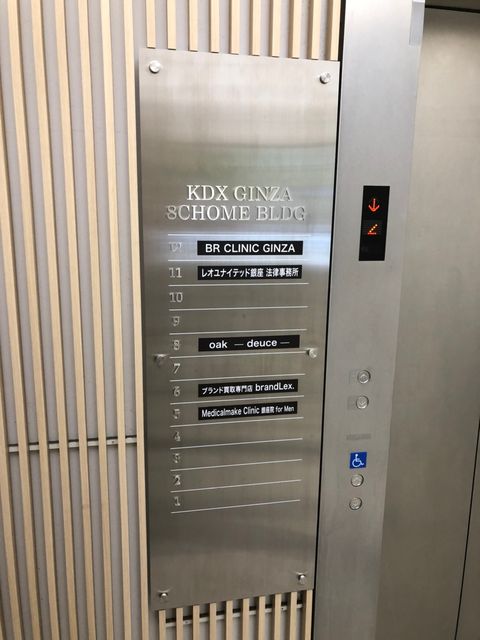 KDX GINZA
8CHOME BLDG
12 BR CLINIC GINZA
11 レオユナイテッド銀座 法律事務所
10
9
8 oak — deuce —
7
6 ブランド買取専門店 brandLex.
5 Medicalmake Clinic 銀座院 for Men
4
3
2
1